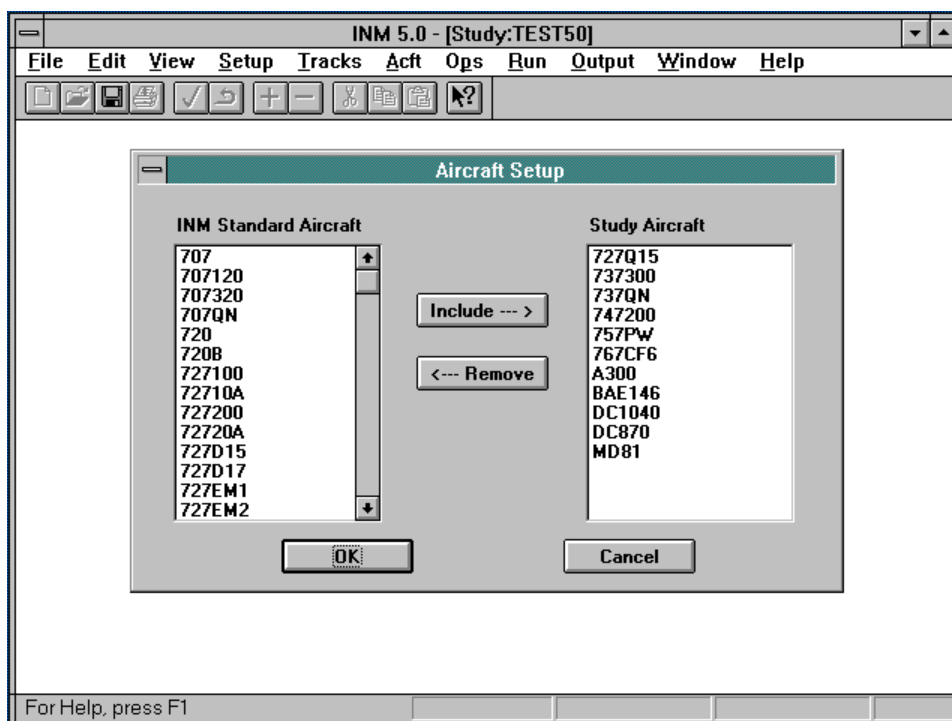 INM 5.0 - [Study:TEST50]
File Edit View Setup Tracks Acft Ops Run Output Window Help
Aircraft Setup
INM Standard Aircraft
707
707120
707320
707QN
720
720B
727100
72710A
727200
72720A
727D15
727D17
727EM1
727EM2
Include --- >
<--- Remove
Study Aircraft
727Q15
737300
737QN
747200
757PW
767CF6
A300
BAE146
DC1040
DC870
MD81
OK
Cancel
For Help, press F1